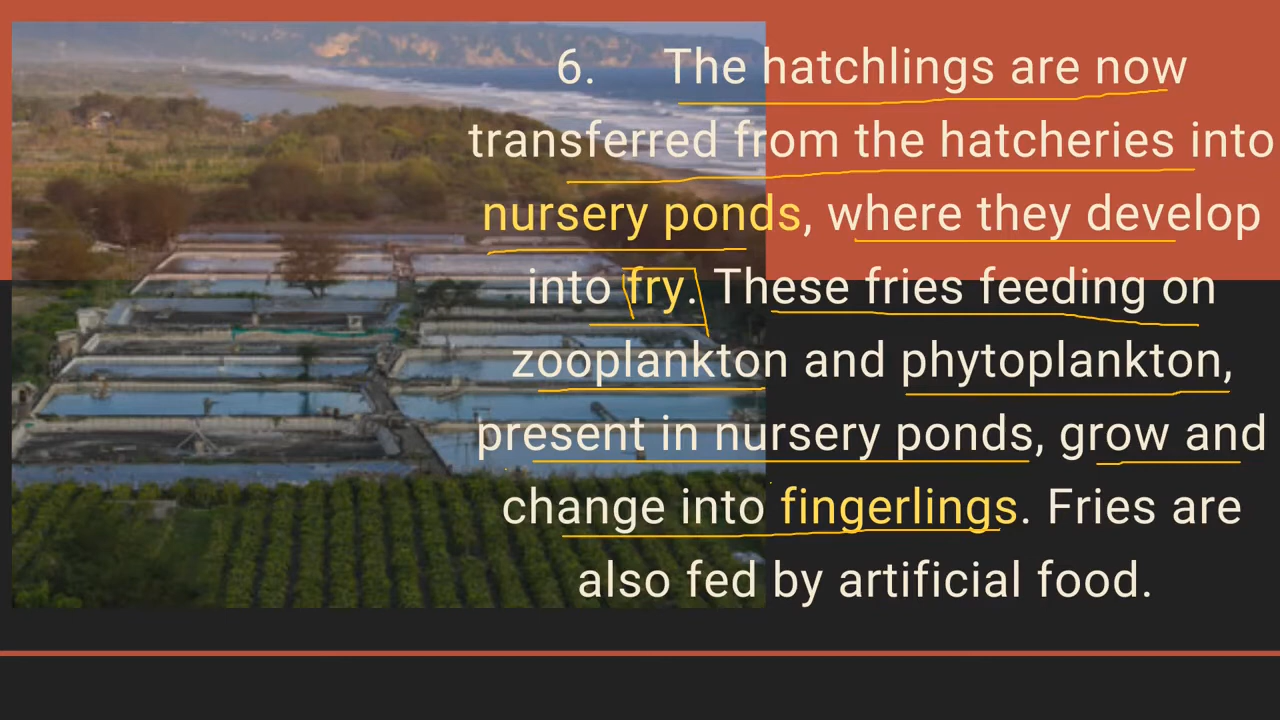 6. The hatchlings are now
transferred from the hatcheries into
nursery ponds, where they develop
into fry. These fries feeding on
zooplankton and phytoplankton,
present in nursery ponds, grow and
change into fingerlings. Fries are
also fed by artificial food.